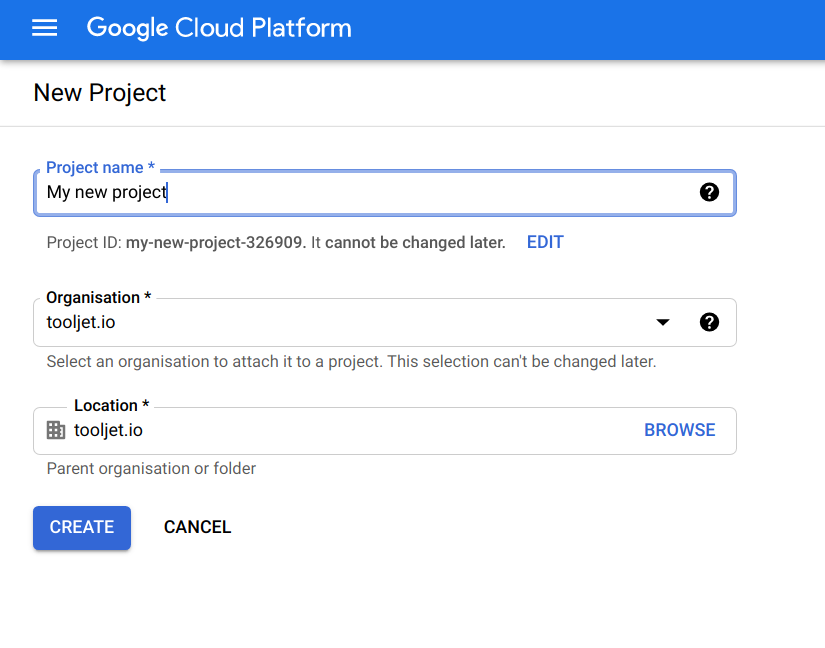 Google Cloud Platform
New Project
Project name *
My new project
Project ID: my-new-project-326909. It cannot be changed later. EDIT
Organisation *
tooljet.io
Select an organisation to attach it to a project. This selection can't be changed later.
Location *
tooljet.io BROWSE
Parent organisation or folder
CREATE CANCEL